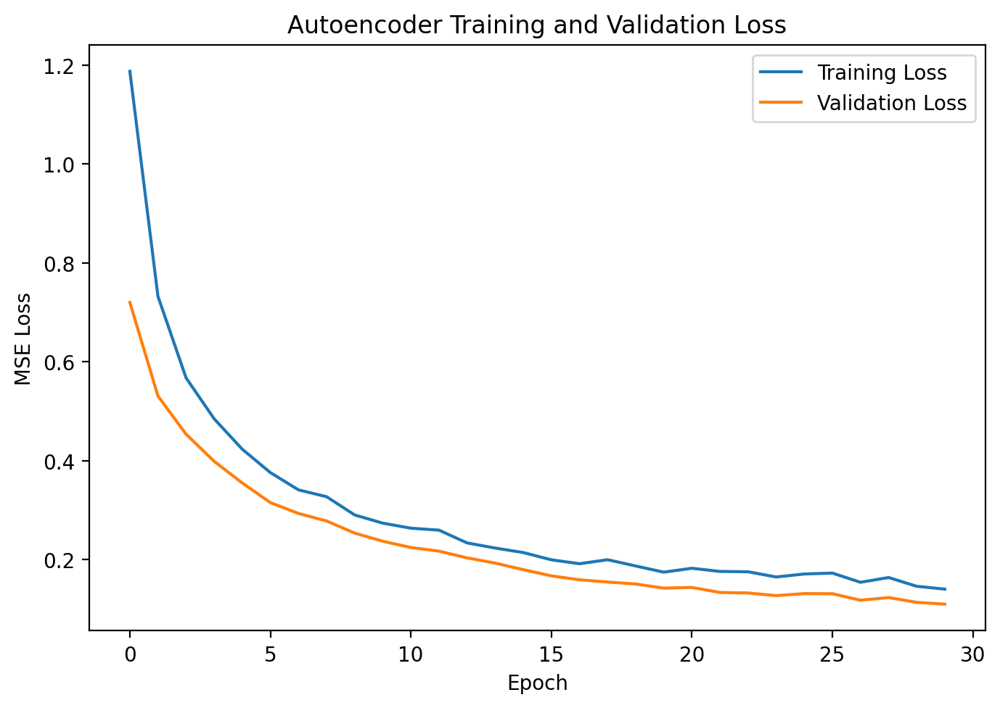 Autoencoder Training and Validation Loss
Training Loss
Validation Loss
1.2
1.0
0.8
0.6
0.4
0.2
MSE Loss
0 5 10 15 20 25 30
Epoch